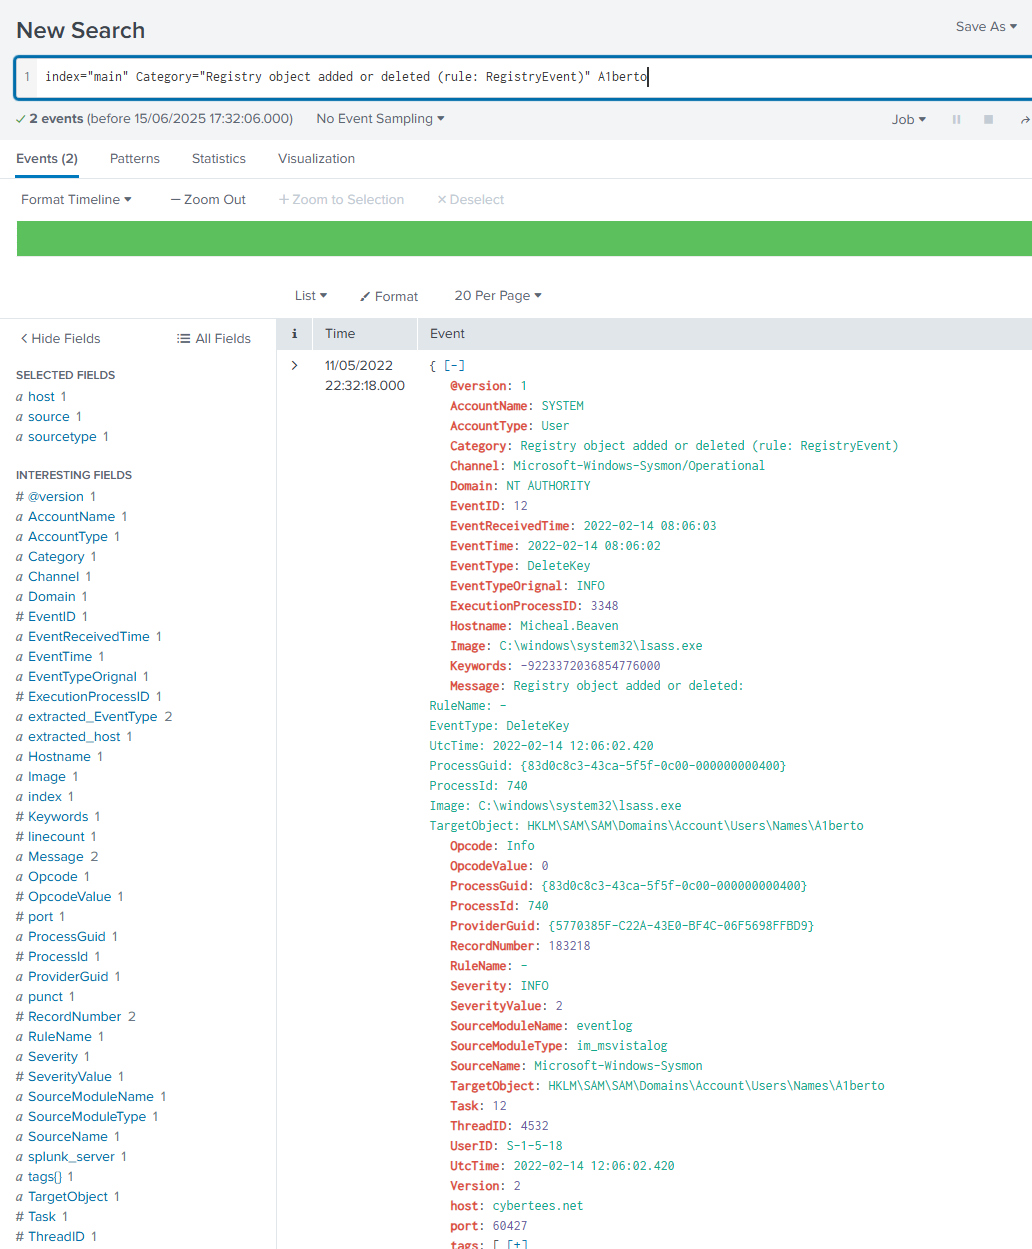 New Search
Save As
1 index="main" Category="Registry object added or deleted (rule: RegistryEvent)" A1berto
2 events (before 15/06/2025 17:32:06.000) No Event Sampling
Job
Events (2) Patterns Statistics Visualization
Format Timeline — Zoom Out + Zoom to Selection × Deselect
List Format 20 Per Page
< Hide Fields All Fields
i Time Event
SELECTED FIELDS
a host 1
a source 1
a sourcetype 1
INTERESTING FIELDS
# @version 1
a AccountName 1
a AccountType 1
a Category 1
a Channel 1
a Domain 1
# EventID 1
a EventReceivedTime 1
a EventTime 1
a EventTypeOrignal 1
# ExecutionProcessID 1
a extracted_EventType 2
a extracted_host 1
a Hostname 1
a Image 1
a index 1
# Keywords 1
# linecount 1
a Message 2
a Opcode 1
# OpcodeValue 1
# port 1
a ProcessGuid 1
# ProcessId 1
a ProviderGuid 1
a punct 1
# RecordNumber 2
a RuleName 1
a Severity 1
# SeverityValue 1
a SourceModuleName 1
a SourceModuleType 1
a SourceName 1
a splunk_server 1
a tags{} 1
a TargetObject 1
# Task 1
# ThreadID 1
> 11/05/2022
22:32:18.000
{ [-]
@version: 1
AccountName: SYSTEM
AccountType: User
Category: Registry object added or deleted (rule: RegistryEvent)
Channel: Microsoft-Windows-Sysmon/Operational
Domain: NT AUTHORITY
EventID: 12
EventReceivedTime: 2022-02-14 08:06:03
EventTime: 2022-02-14 08:06:02
EventType: DeleteKey
EventTypeOrignal: INFO
ExecutionProcessID: 3348
Hostname: Micheal.Beaven
Image: C:\windows\system32\lsass.exe
Keywords: -9223372036854776000
Message: Registry object added or deleted:
RuleName: -
EventType: DeleteKey
UtcTime: 2022-02-14 12:06:02.420
ProcessGuid: {83d0c8c3-43ca-5f5f-0c00-000000000400}
ProcessId: 740
Image: C:\windows\system32\lsass.exe
TargetObject: HKLM\SAM\SAM\Domains\Account\Users\Names\A1berto
Opcode: Info
OpcodeValue: 0
ProcessGuid: {83d0c8c3-43ca-5f5f-0c00-000000000400}
ProcessId: 740
ProviderGuid: {5770385F-C22A-43E0-BF4C-06F5698FFBD9}
RecordNumber: 183218
RuleName: -
Severity: INFO
SeverityValue: 2
SourceModuleName: eventlog
SourceModuleType: im_msvistalog
SourceName: Microsoft-Windows-Sysmon
TargetObject: HKLM\SAM\SAM\Domains\Account\Users\Names\A1berto
Task: 12
ThreadID: 4532
UserID: S-1-5-18
UtcTime: 2022-02-14 12:06:02.420
Version: 2
host: cybertees.net
port: 60427
tags: [ [+]